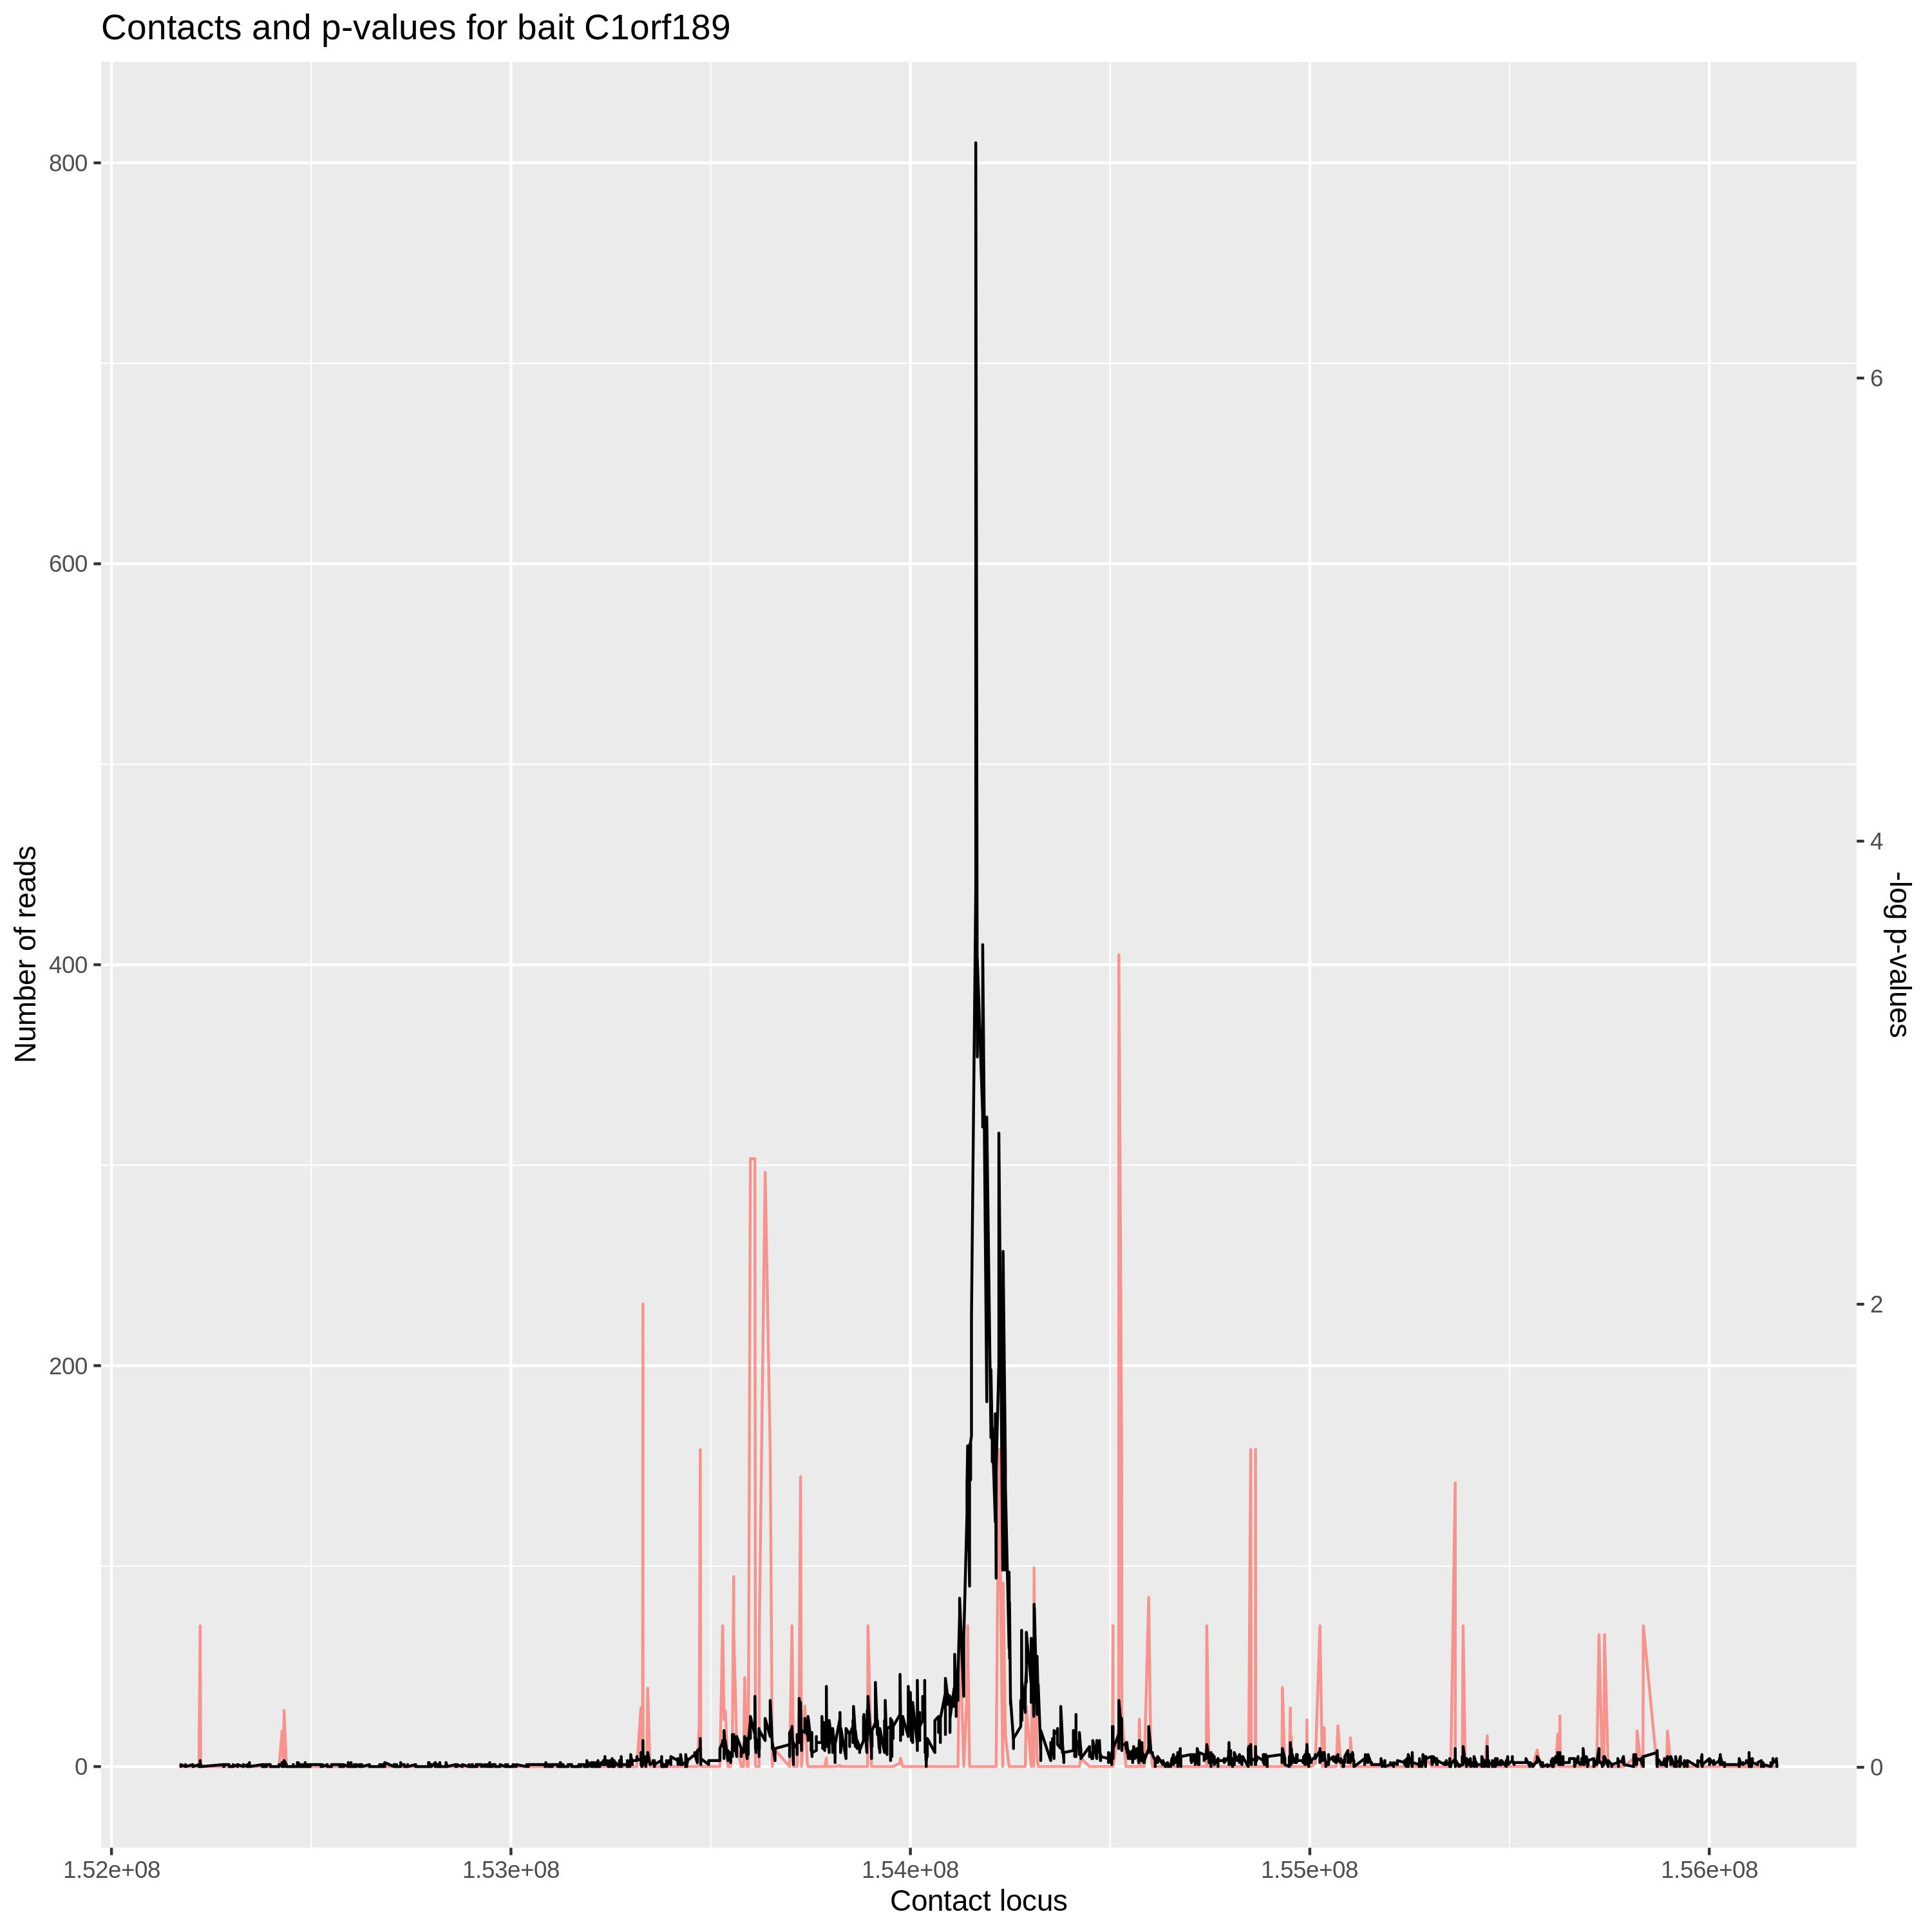 Contacts and p-values for bait C1orf189
800
600
400
200
0
Number of reads
6
4
2
0
-log p-values
1.52e+08
1.53e+08
1.54e+08
1.55e+08
1.56e+08
Contact locus